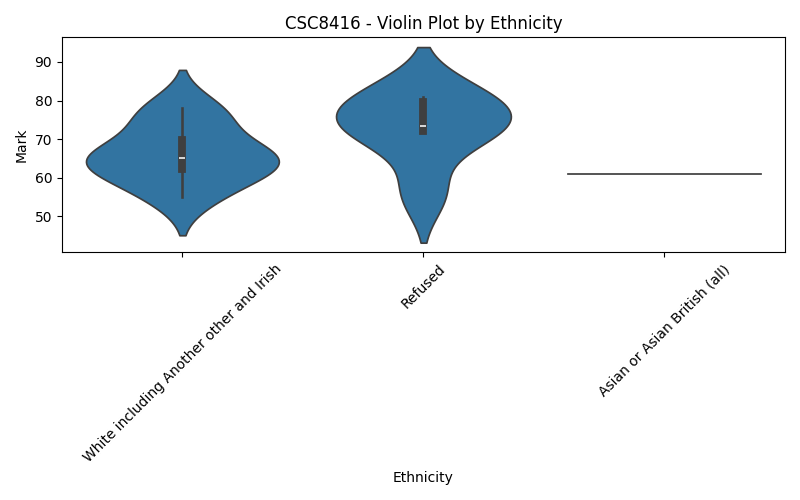 CSC8416 - Violin Plot by Ethnicity
Mark
90
80
70
60
50
White including Another other and Irish
Refused
Asian or Asian British (all)
Ethnicity